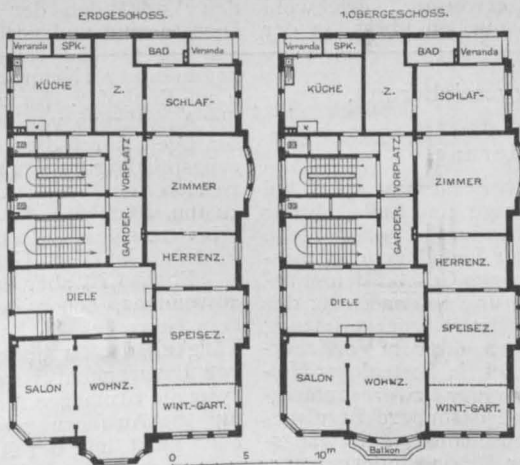 ERDGESCHOSS.
Veranda SPK. BAD Veranda
KÜCHE Z. SCHLAF-
VORPLATZ
ZIMMER
GARDER.
HERRENZ.
DIELE
SPEISEZ.
SALON WOHNZ.
WINT.-GART.
1.OBERGESCHOSS.
Veranda SPK. BAD Veranda
KÜCHE Z. SCHLAF-
VORPLATZ
ZIMMER
GARDER.
HERRENZ.
DIELE
SPEISEZ.
SALON WOHNZ.
WINT.-GART.
Balkon
0 5 10m